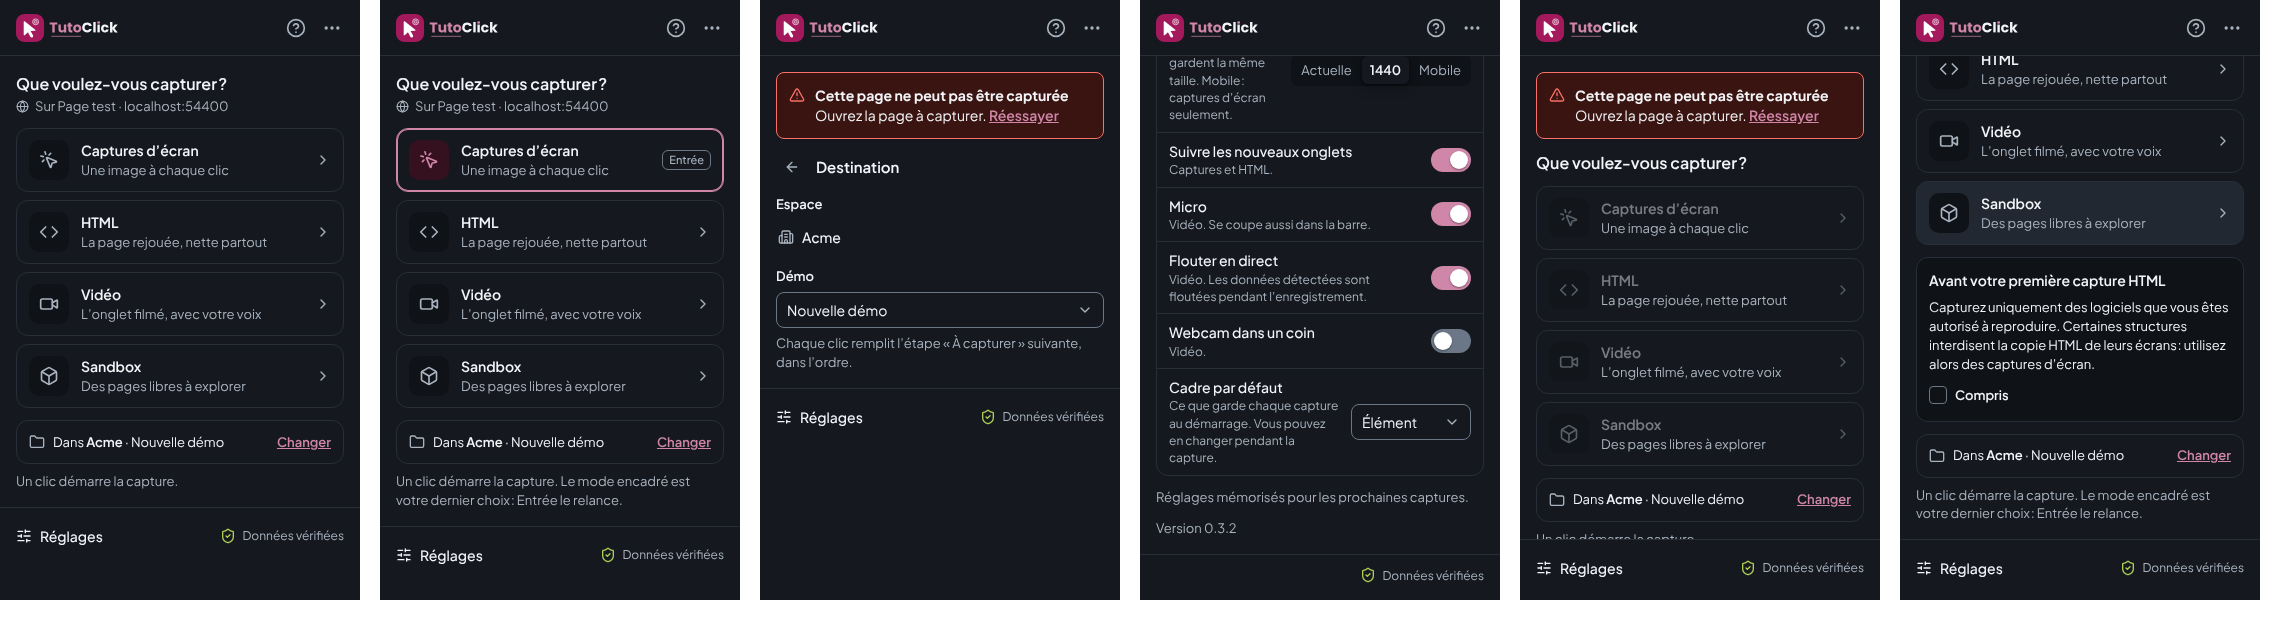 TutoClick
Que voulez-vous capturer ?
Sur Page test · localhost:54400
Captures d’écran
Une image à chaque clic
HTML
La page rejouée, nette partout
Vidéo
L’onglet filmé, avec votre voix
Sandbox
Des pages libres à explorer
Dans Acme · Nouvelle démo Changer
Un clic démarre la capture.
Réglages Données vérifiées
TutoClick
Que voulez-vous capturer ?
Sur Page test · localhost:54400
Captures d’écran
Une image à chaque clic
Entrée
HTML
La page rejouée, nette partout
Vidéo
L’onglet filmé, avec votre voix
Sandbox
Des pages libres à explorer
Dans Acme · Nouvelle démo Changer
Un clic démarre la capture. Le mode encadré est
votre dernier choix : Entrée le relance.
Réglages Données vérifiées
TutoClick
Cette page ne peut pas être capturée
Ouvrez la page à capturer. Réessayer
Destination
Espace
Acme
Démo
Nouvelle démo
Chaque clic remplit l’étape « À capturer » suivante,
dans l’ordre.
Réglages Données vérifiées
TutoClick
gardent la même
taille. Mobile :
captures d’écran
seulement.
Actuelle 1440 Mobile
Suivre les nouveaux onglets
Captures et HTML.
Micro
Vidéo. Se coupe aussi dans la barre.
Flouter en direct
Vidéo. Les données détectées sont
floutées pendant l’enregistrement.
Webcam dans un coin
Vidéo.
Cadre par défaut
Ce que garde chaque capture
au démarrage. Vous pouvez
en changer pendant la
capture.
Élément
Réglages mémorisés pour les prochaines captures.
Version 0.3.2
Données vérifiées
TutoClick
Cette page ne peut pas être capturée
Ouvrez la page à capturer. Réessayer
Que voulez-vous capturer ?
Captures d’écran
Une image à chaque clic
HTML
La page rejouée, nette partout
Vidéo
L’onglet filmé, avec votre voix
Sandbox
Des pages libres à explorer
Dans Acme · Nouvelle démo Changer
Un clic démarre la capture.
Réglages Données vérifiées
TutoClick
HTML
La page rejouée, nette partout
Vidéo
L’onglet filmé, avec votre voix
Sandbox
Des pages libres à explorer
Avant votre première capture HTML
Capturez uniquement des logiciels que vous êtes
autorisé à reproduire. Certaines structures
interdisent la copie HTML de leurs écrans : utilisez
alors des captures d’écran.
Compris
Dans Acme · Nouvelle démo Changer
Un clic démarre la capture. Le mode encadré est
votre dernier choix : Entrée le relance.
Réglages Données vérifiées